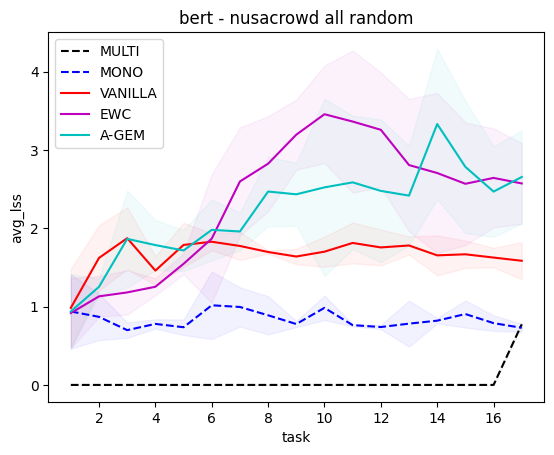 bert - nusacrowd all random
MULTI
MONO
VANILLA
EWC
A-GEM
4
3
2
1
0
avg_lss
2 4 6 8 10 12 14 16
task